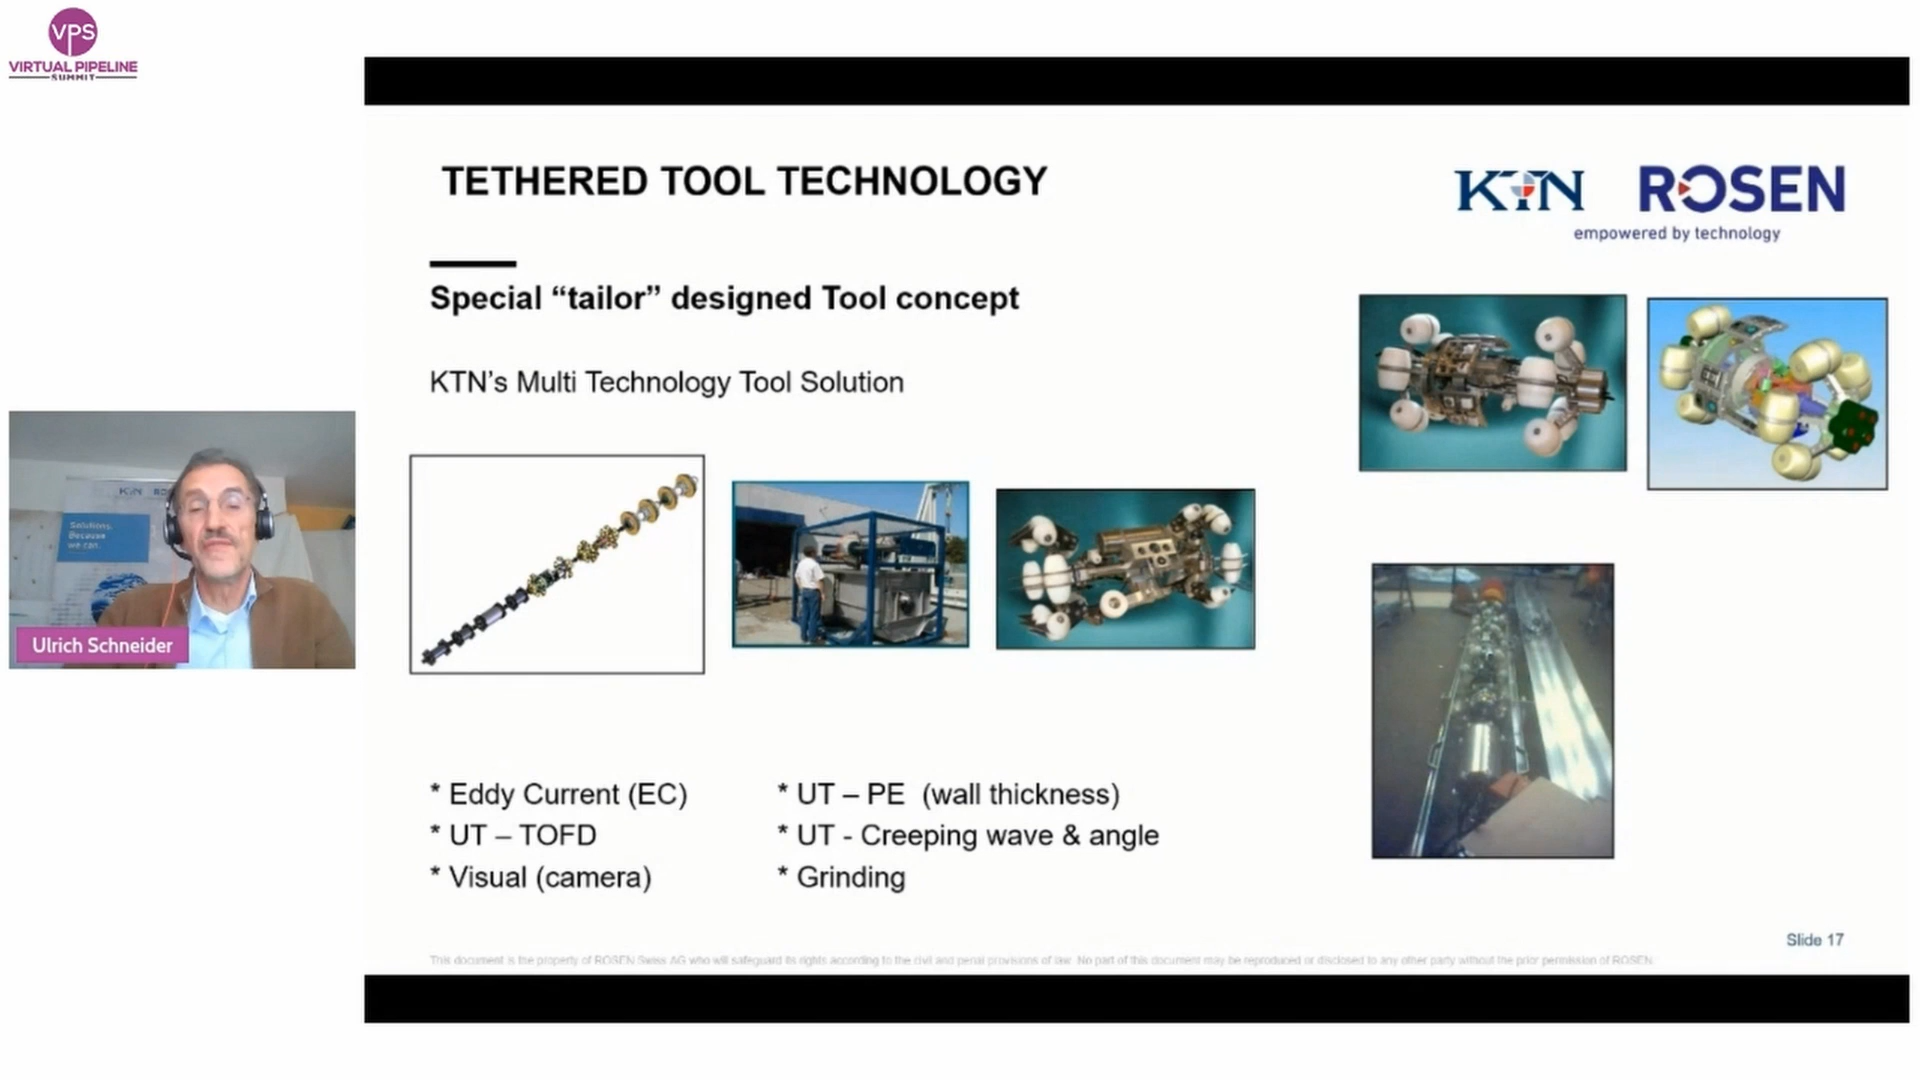 VPS
VIRTUAL PIPELINE
SUMMIT
TETHERED TOOL TECHNOLOGY
KTN ROSEN
empowered by technology
Special “tailor” designed Tool concept
KTN’s Multi Technology Tool Solution
Solutions.
Because
we can.
Ulrich Schneider
* Eddy Current (EC)
* UT – TOFD
* Visual (camera)
* UT – PE (wall thickness)
* UT - Creeping wave & angle
* Grinding
Slide 17
This document is the property of ROSEN Swiss AG who will safeguard its rights according to the civil and penal provisions of law. No part of this document may be reproduced or disclosed to any other party without the prior permission of ROSEN.